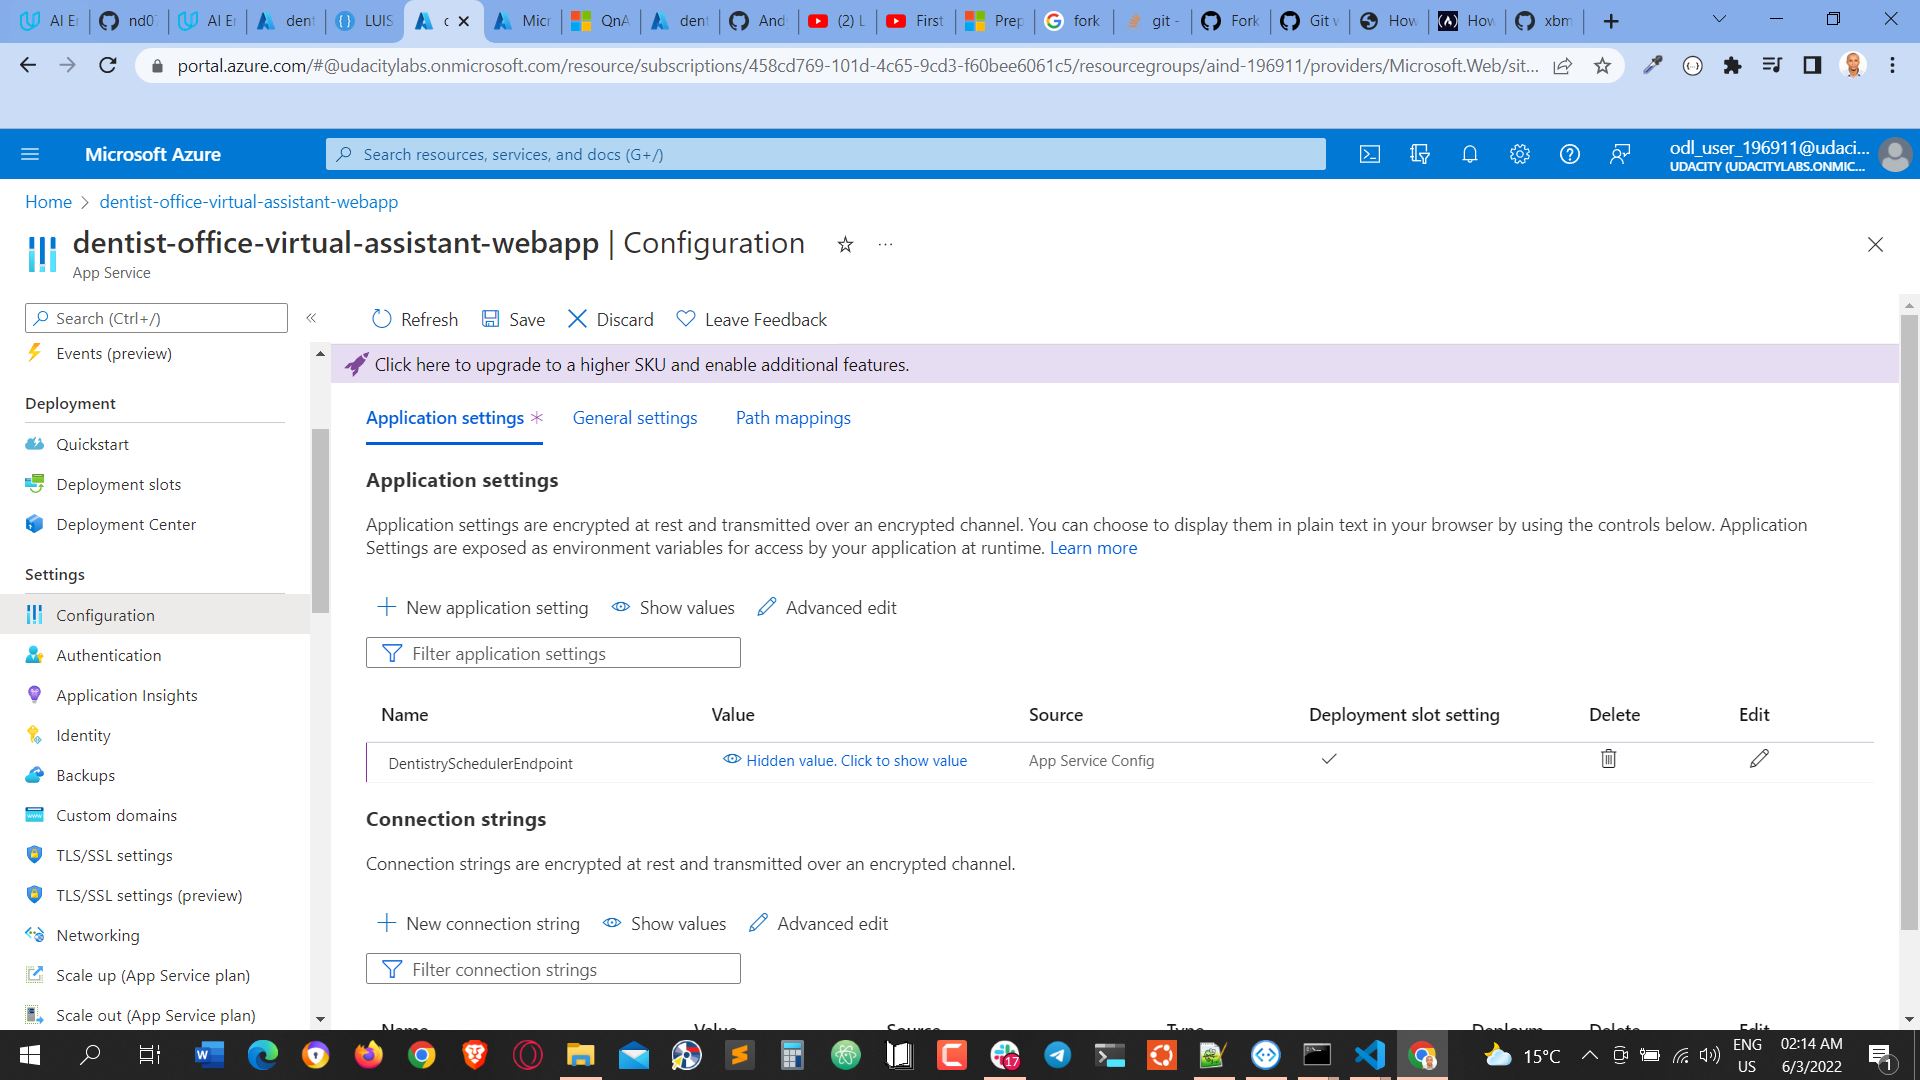 AI E
nd0
AI E
dent
LUIS
Micr
QnA
dent
And
(2) L
First
Prep
fork
git -
Fork
Git v
How
How
xbm
portal.azure.com/#@udacitylabs.onmicrosoft.com/resource/subscriptions/458cd769-101d-4c65-9cd3-f60bee6061c5/resourcegroups/aind-196911/providers/Microsoft.Web/sit...
Microsoft Azure
Search resources, services, and docs (G+/)
odl_user_196911@udaci...
UDACITY (UDACITYLABS.ONMIC...
Home > dentist-office-virtual-assistant-webapp
dentist-office-virtual-assistant-webapp | Configuration
App Service
Search (Ctrl+/)
Refresh Save Discard Leave Feedback
Events (preview)
Deployment
Quickstart
Deployment slots
Deployment Center
Settings
Configuration
Authentication
Application Insights
Identity
Backups
Custom domains
TLS/SSL settings
TLS/SSL settings (preview)
Networking
Scale up (App Service plan)
Scale out (App Service plan)
Click here to upgrade to a higher SKU and enable additional features.
Application settings * General settings Path mappings
Application settings
Application settings are encrypted at rest and transmitted over an encrypted channel. You can choose to display them in plain text in your browser by using the controls below. Application
Settings are exposed as environment variables for access by your application at runtime. Learn more
New application setting Show values Advanced edit
Filter application settings
Name Value Source Deployment slot setting Delete Edit
DentistrySchedulerEndpoint Hidden value. Click to show value App Service Config
Connection strings
Connection strings are encrypted at rest and transmitted over an encrypted channel.
New connection string Show values Advanced edit
Filter connection strings
Name Value Source Type Deploym Delete Edit
17
15°C
ENG
US
02:14 AM
6/3/2022
1